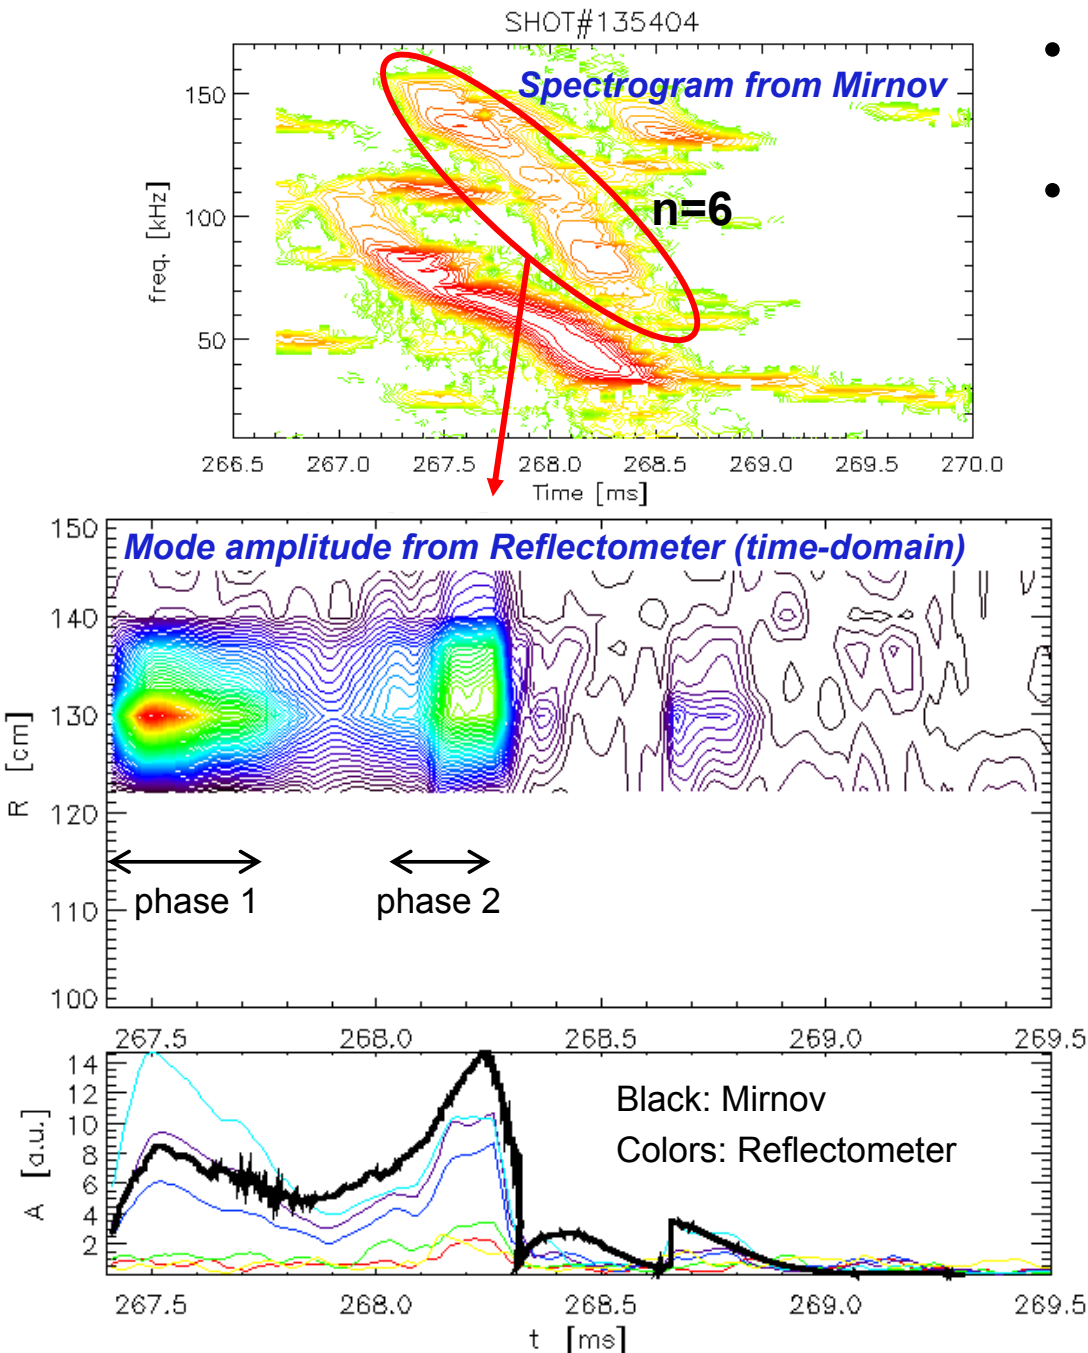 SHOT#135404
•
Spectrogram from Mirnov
•
150
100
50
freq. [kHz]
n=6
266.5 267.0 267.5 268.0 268.5 269.0 269.5 270.0
Time [ms]
Mode amplitude from Reflectometer (time-domain)
150
140
130
120
110
100
R [cm]
phase 1 phase 2
267.5 268.0 268.5 269.0 269.5
14
12
10
8
6
4
2
A [a.u.]
Black: Mirnov
Colors: Reflectometer
267.5 268.0 268.5 269.0 269.5
t [ms]